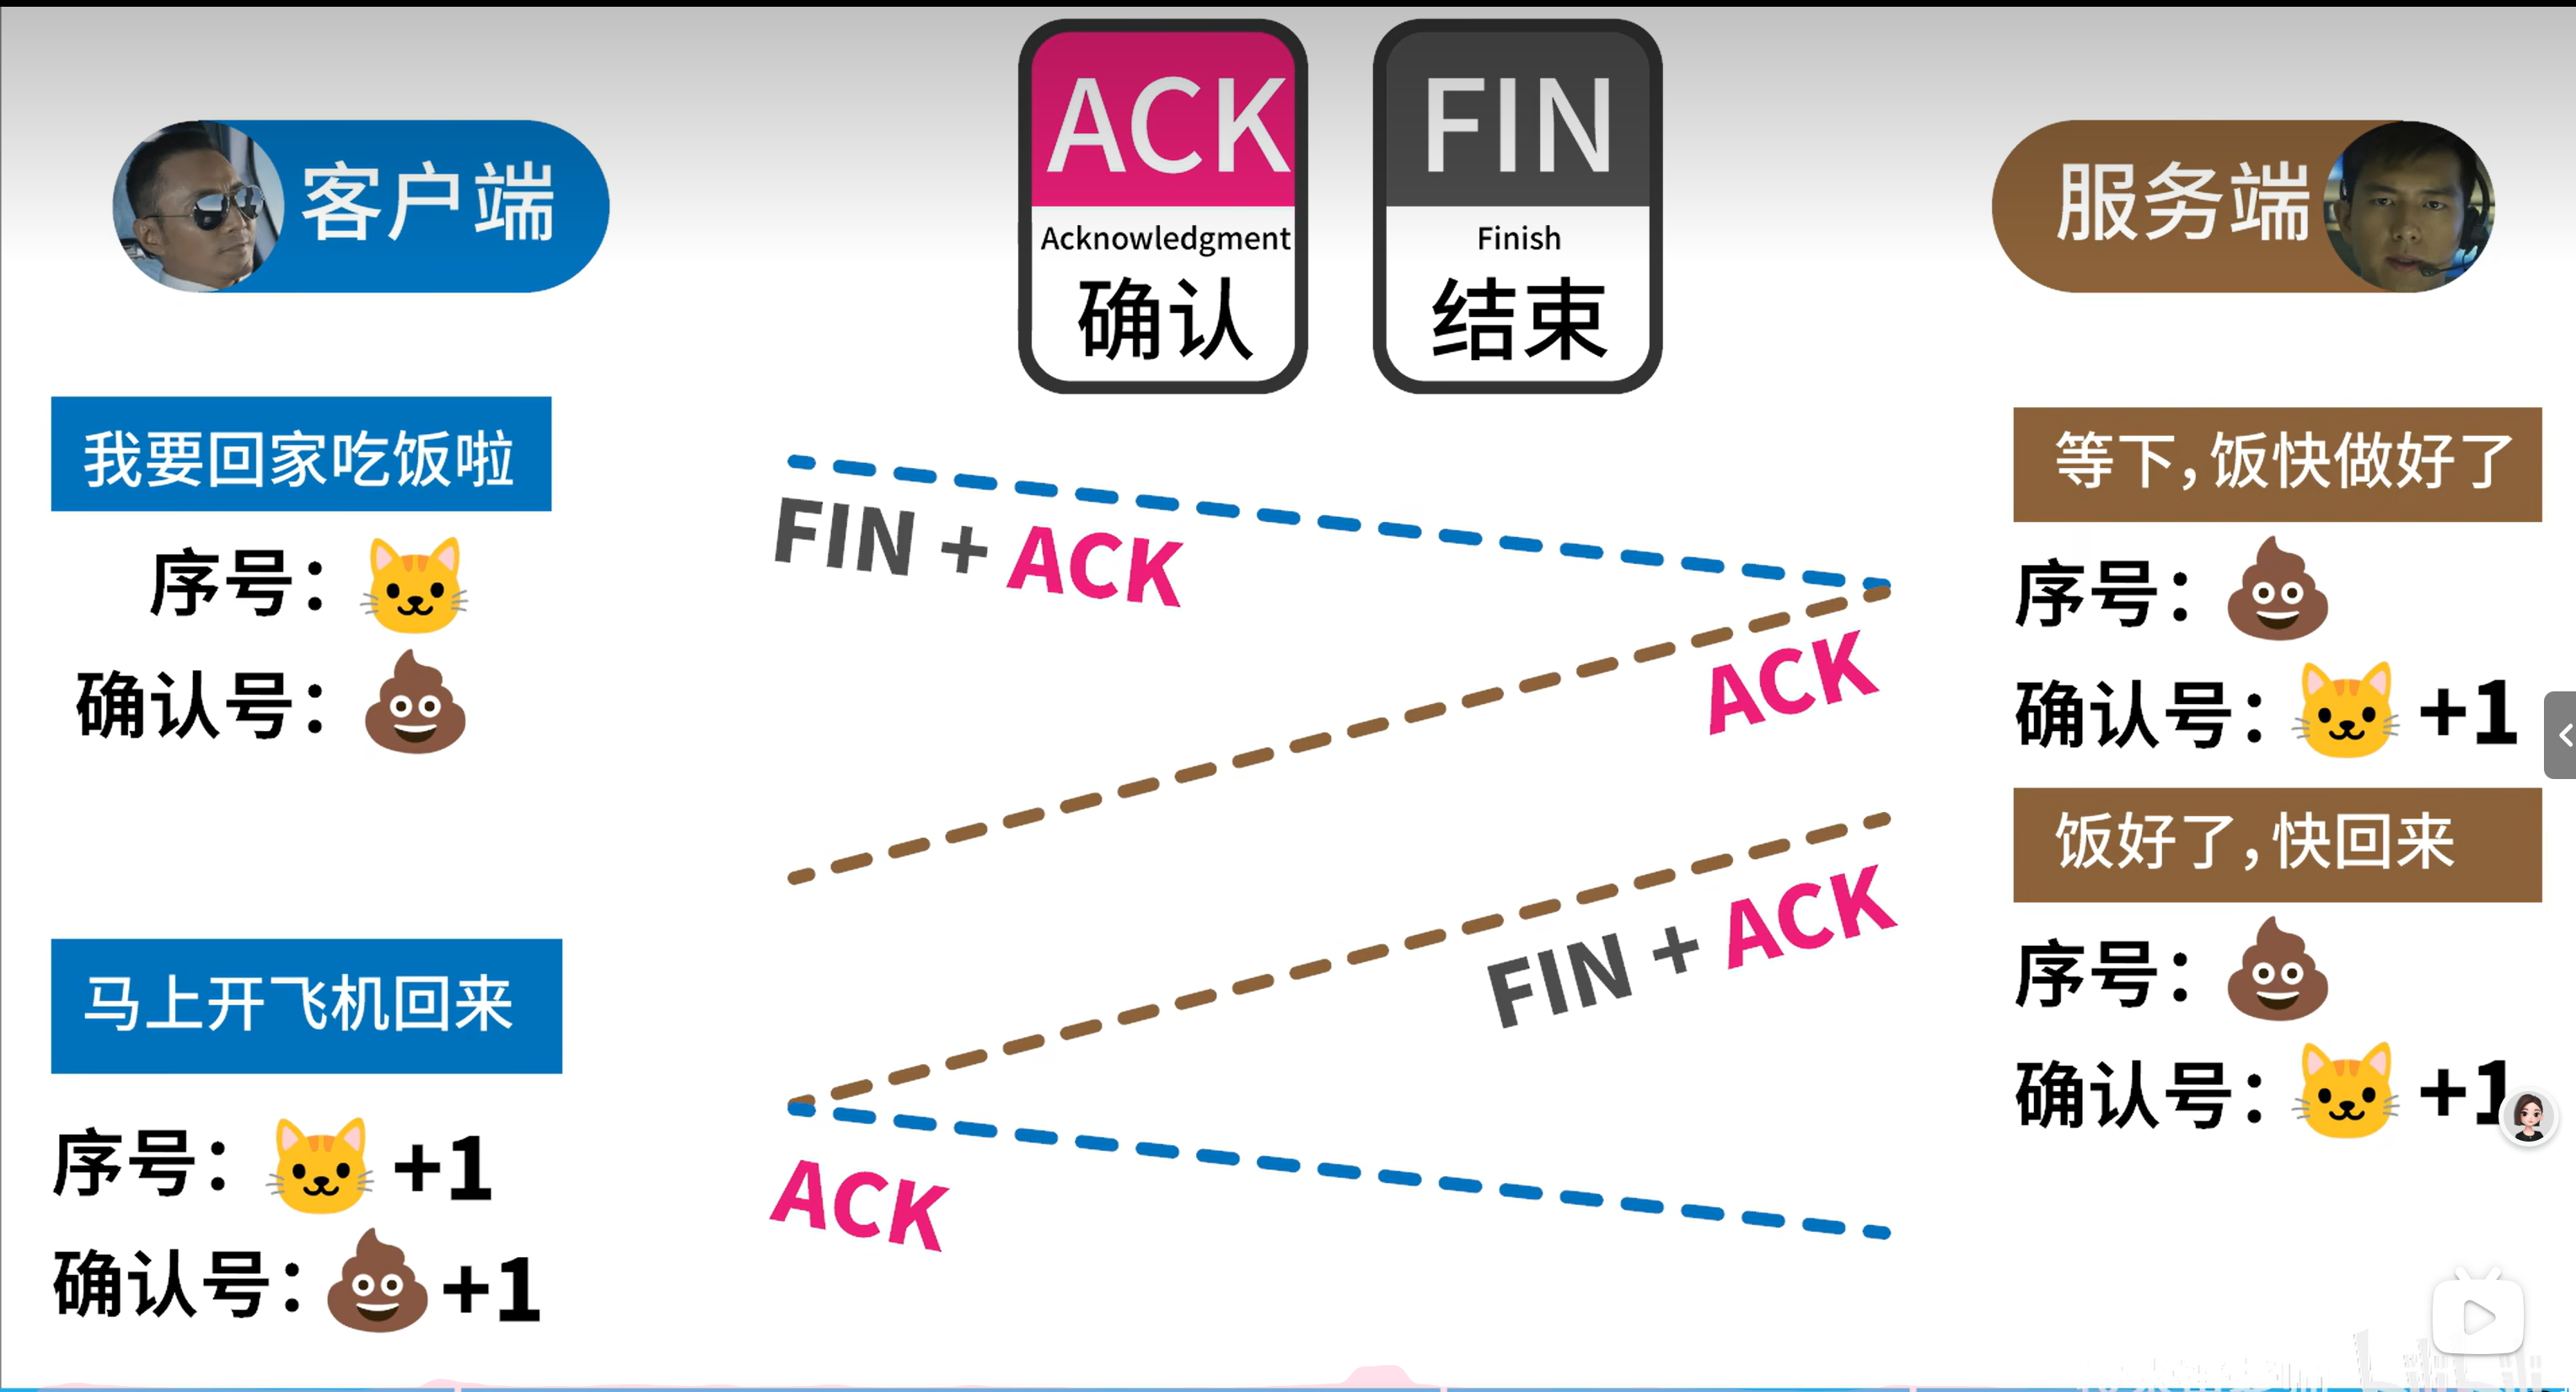 ACK
Acknowledgment
确认
FIN
Finish
结束
客户端
服务端
我要回家吃饭啦
序号：
确认号：
FIN + ACK
等下，饭快做好了
序号：
确认号： +1
ACK
饭好了，快回来
序号：
确认号： +1
FIN + ACK
马上开飞机回来
序号： +1
确认号： +1
ACK